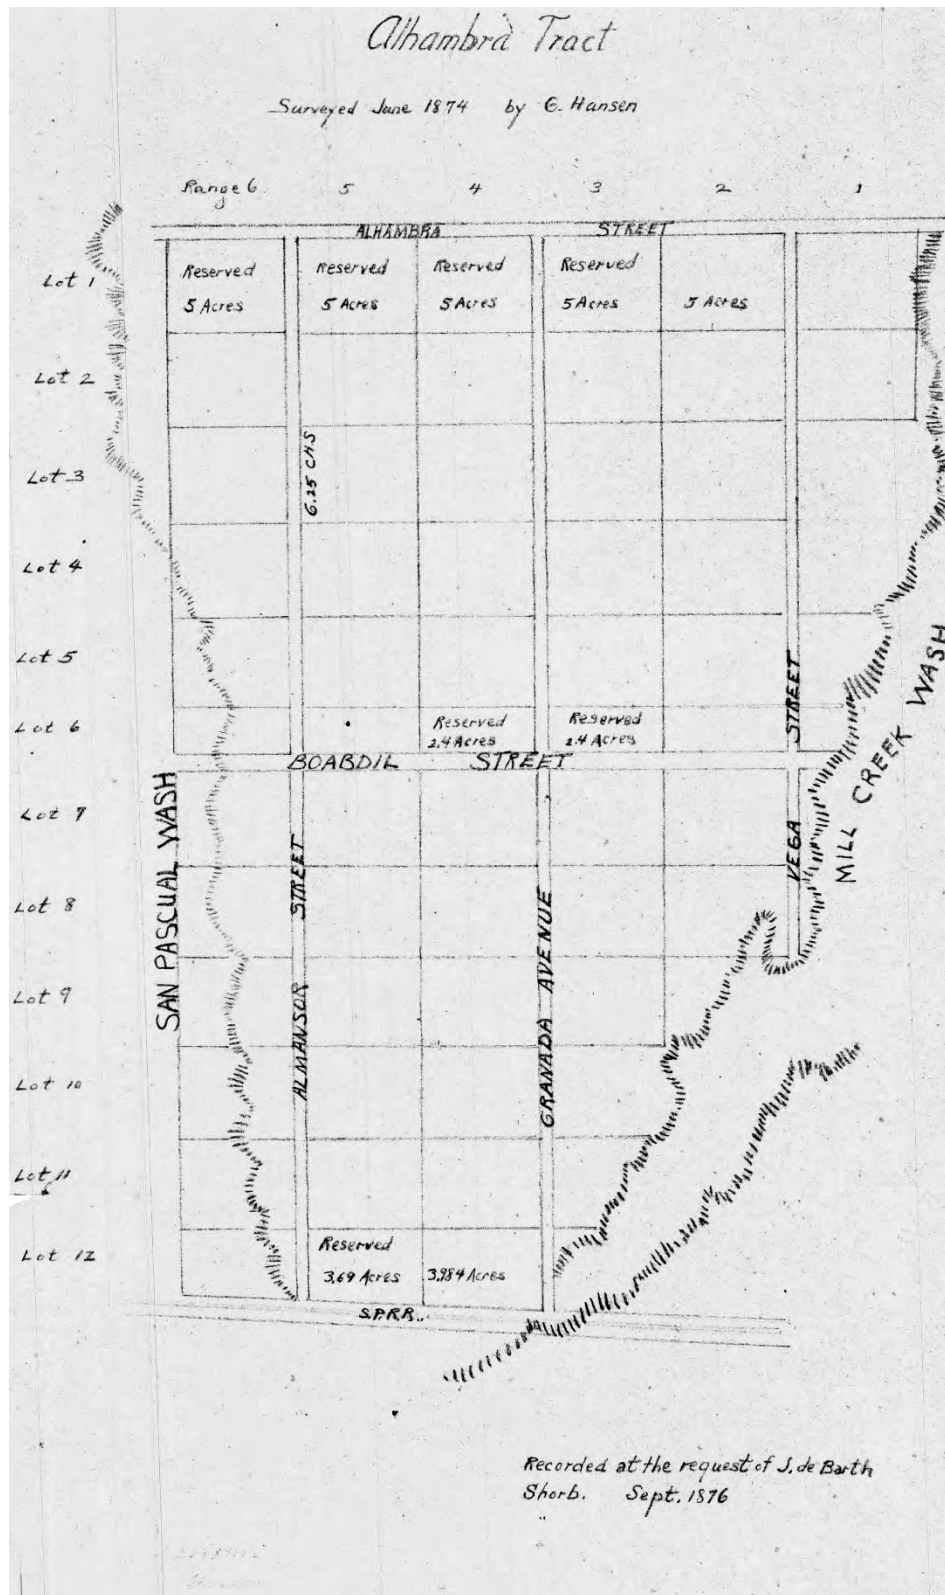 Alhambra Tract
Surveyed June 1874 by G. Hansen
Range 6 5 4 3 2 1
ALHAMBRA STREET
Lot 1
Reserved
5 Acres
Reserved
5 Acres
Reserved
5 Acres
Reserved
5 Acres
5 Acres
Lot 2
Lot 3
6.25 CHS
Lot 4
Lot 5
Lot 6
Reserved
2.4 Acres
Reserved
2.4 Acres
BOABDIL STREET
VEGA STREET
MILL CREEK WASH
SAN PASCUAL WASH
ALMANSOR STREET
GRANADA AVENUE
Lot 7
Lot 8
Lot 9
Lot 10
Lot 11
Lot 12
Reserved
3.69 Acres
3.984 Acres
S.P.R.R.
Recorded at the request of J. de Barth
Shorb. Sept. 1876